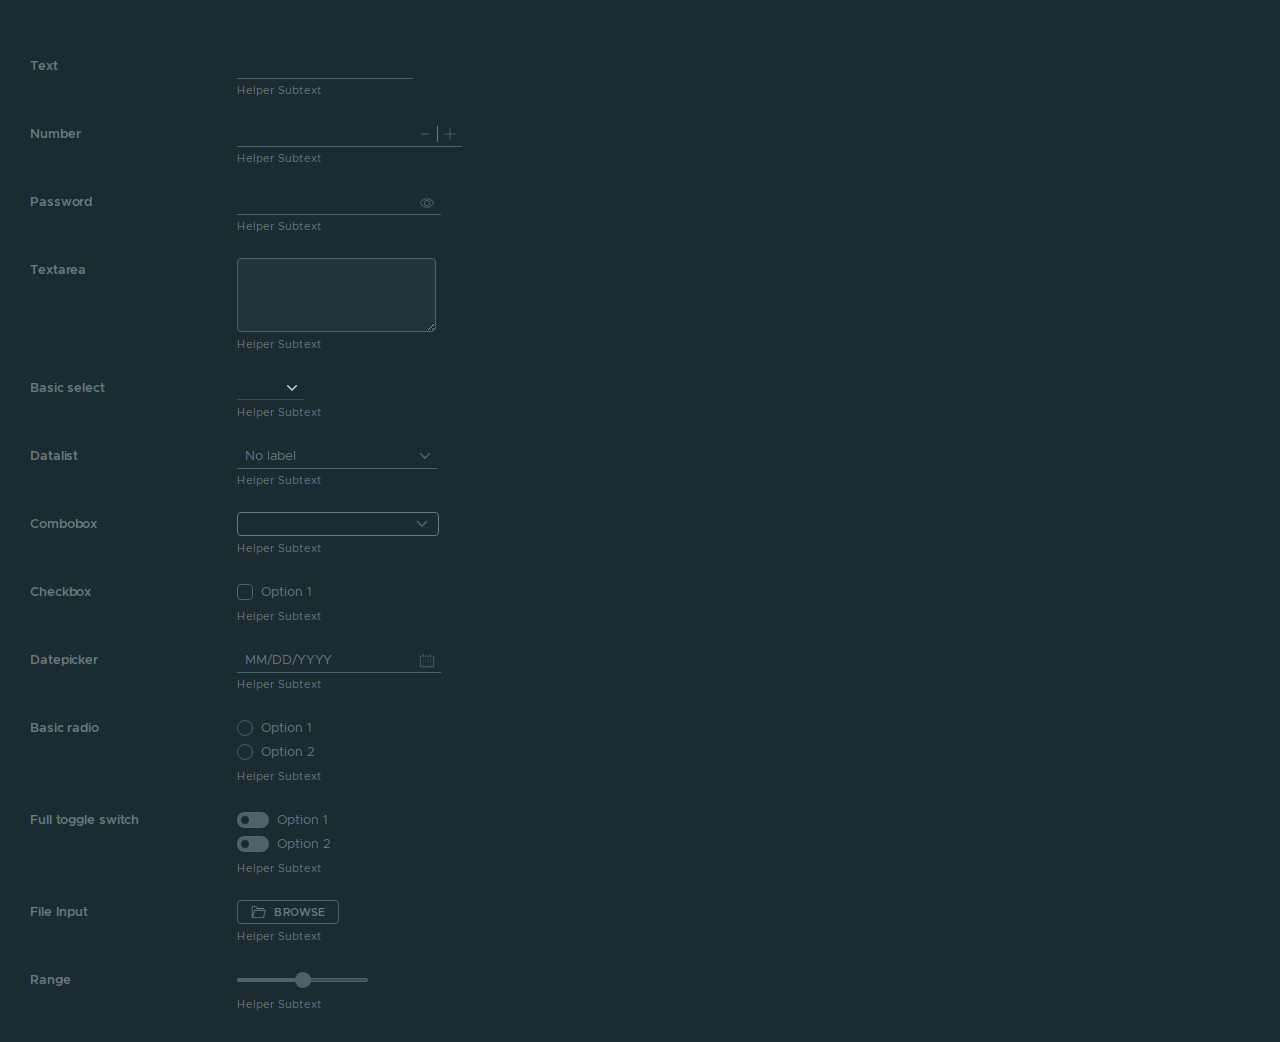 Text
Helper Subtext
Number
Helper Subtext
Password
Helper Subtext
Textarea
Helper Subtext
Basic select
Helper Subtext
Datalist No label
Helper Subtext
Combobox
Helper Subtext
Checkbox Option 1
Helper Subtext
Datepicker MM/DD/YYYY
Helper Subtext
Basic radio Option 1
Option 2
Helper Subtext
Full toggle switch Option 1
Option 2
Helper Subtext
File Input BROWSE
Helper Subtext
Range
Helper Subtext